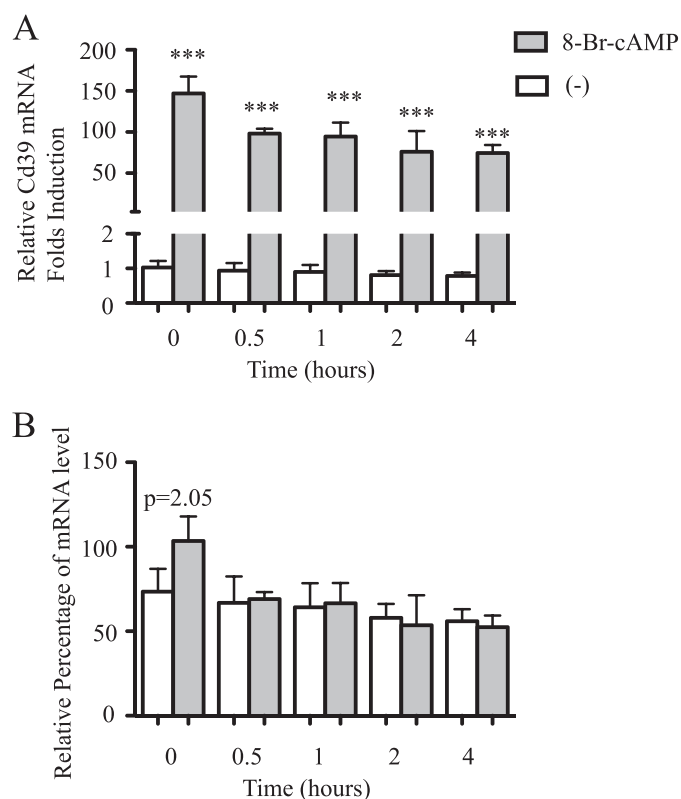 A
8-Br-cAMP
(-)
Relative Cd39 mRNA
Folds Induction
200
150
100
50
2
1
0
***
***
***
***
***
0 0.5 1 2 4
Time (hours)
B
Relative Percentage of mRNA level
150
100
50
0
p=2.05
0 0.5 1 2 4
Time (hours)